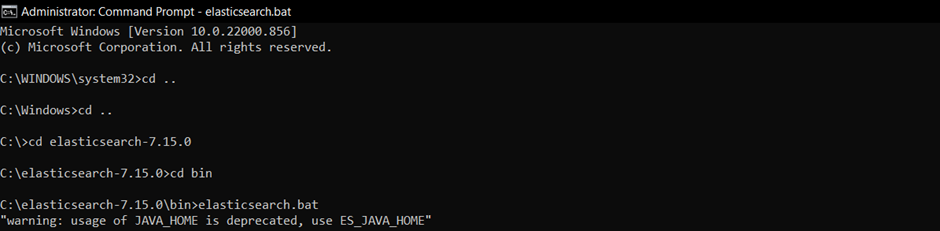 Administrator: Command Prompt - elasticsearch.bat
Microsoft Windows [Version 10.0.22000.856]
(c) Microsoft Corporation. All rights reserved.
C:\WINDOWS\system32>cd ..
C:\Windows>cd ..
C:\>cd elasticsearch-7.15.0
C:\elasticsearch-7.15.0>cd bin
C:\elasticsearch-7.15.0\bin>elasticsearch.bat
"warning: usage of JAVA_HOME is deprecated, use ES_JAVA_HOME"